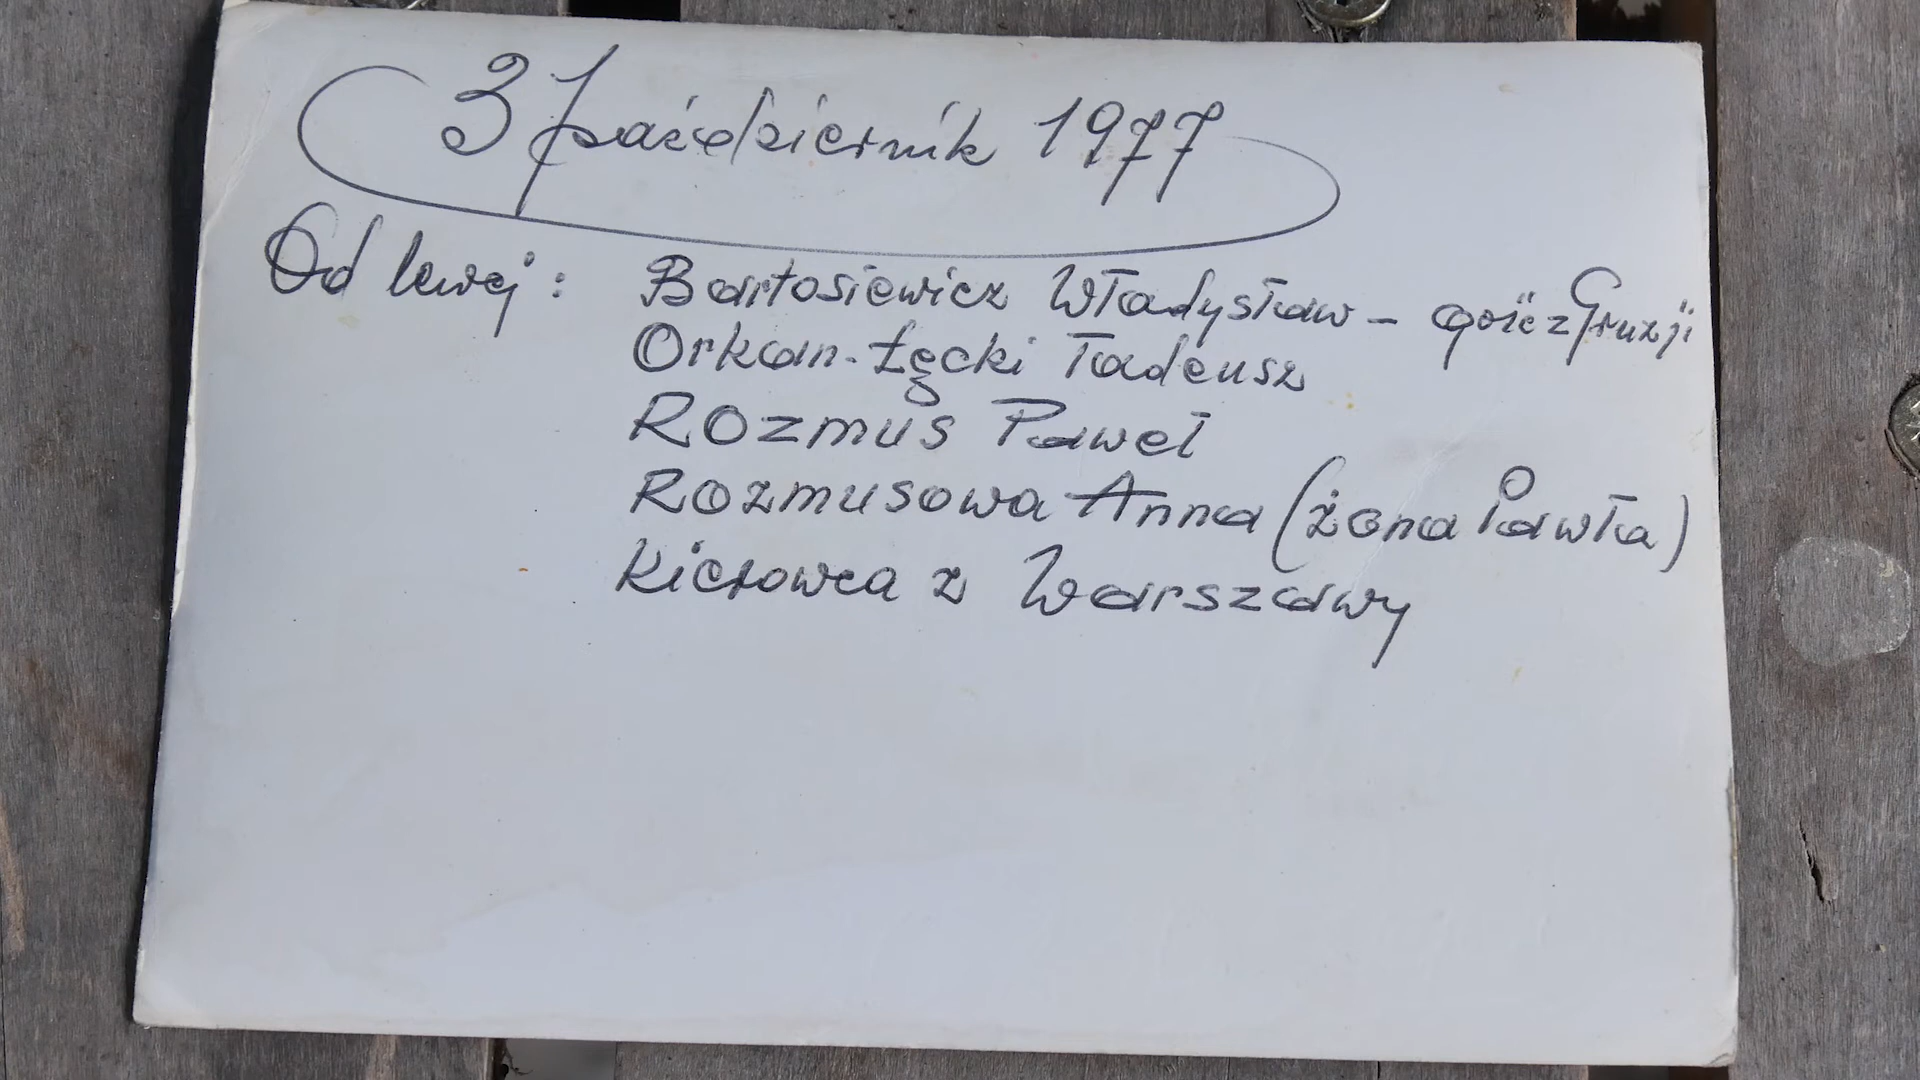 3 październik 1977
Od lewej: Bartosiewicz Władysław - gość z Gruzji
Orkan-Łęcki Tadeusz
Rozmus Paweł
Rozmusowa Anna (żona Pawła)
Kierowca z Warszawy